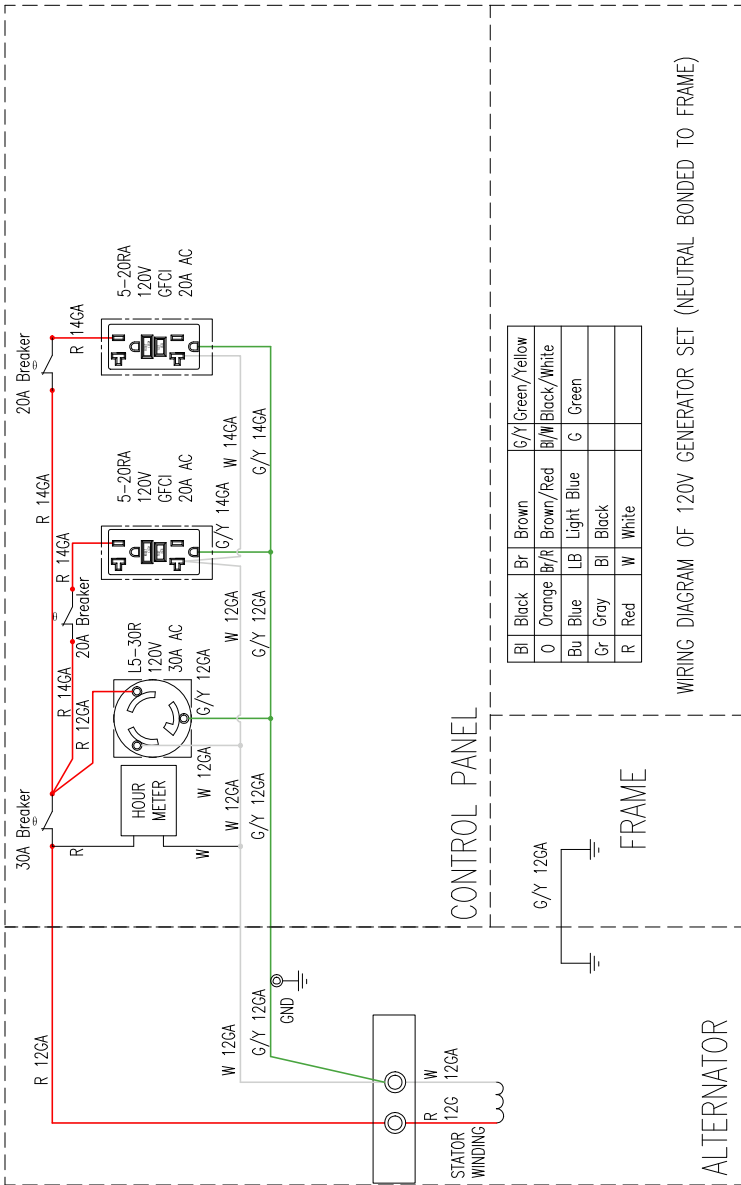 20A Breaker
R 14GA
5-20RA
120V
GFCI
20A AC
R 14GA
W 14GA
G/Y 14GA
5-20RA
120V
GFCI
20A AC
G/Y 14GA
R 14GA
20A Breaker
R 14GA
R 12GA
L5-30R
120V
30A AC
G/Y 12GA
W 12GA
G/Y 12GA
W 12GA
30A Breaker
HOUR
METER
R
W
W 12GA
G/Y 12GA
CONTROL PANEL
R 12GA
W 12GA
G/Y 12GA
GND
R
12G
W
12GA
STATOR
WINDING
ALTERNATOR
G/Y 12GA
FRAME
Bl Black Br Brown G/Y Green/Yellow
O Orange Br/R Brown/Red Bl/W Black/White
Bu Blue LB Light Blue G Green
Gr Gray Bl Black
R Red W White
WIRING DIAGRAM OF 120V GENERATOR SET (NEUTRAL BONDED TO FRAME)